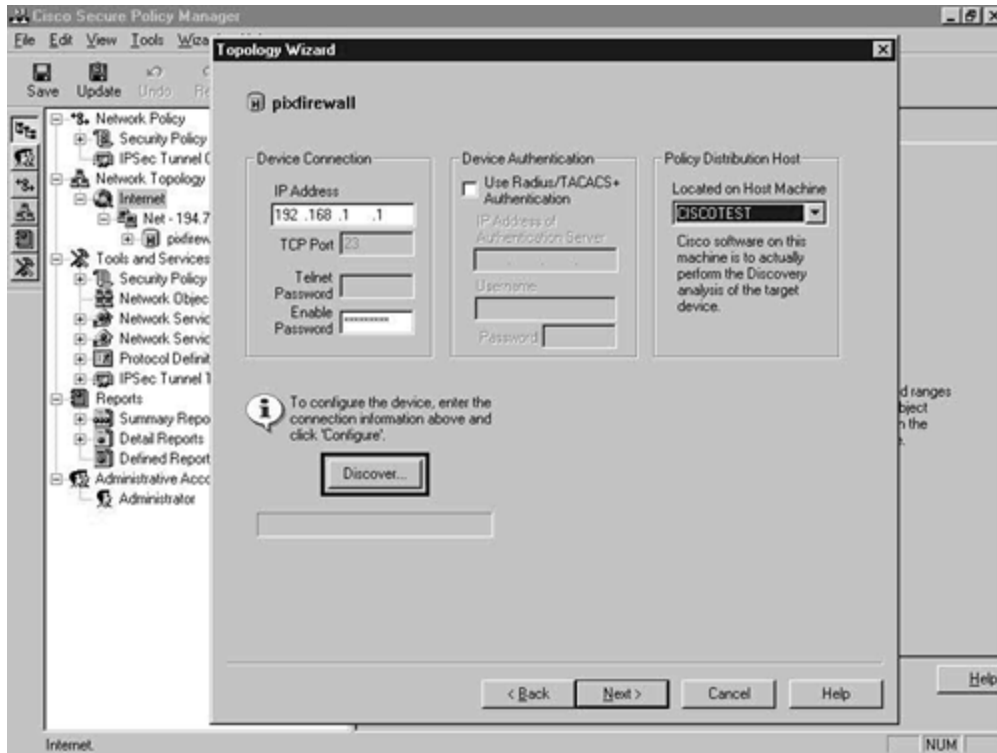 Cisco Secure Policy Manager
File Edit View Tools
Save Update Undo
Network Policy
Security Policy
IPSec Tunnel
Network Topology
Internet
Net - 194.7
pixfirew
Tools and Services
Security Policy
Network Objec
Network Servic
Network Servic
Protocol Definit
IPSec Tunnel T
Reports
Summary Repo
Detail Reports
Defined Report
Administrative Acco
Administrator
Topology Wizard
pixfirewall
Device Connection
IP Address
192 .168 .1 .1
TCP Port 23
Telnet
Password
Enable
Password *********
Device Authentication
Use Radius/TACACS+
Authentication
IP Address of
Authentication Server
Username
Password
Policy Distribution Host
Located on Host Machine
CISCOTEST
Cisco software on this
machine is to actually
perform the Discovery
analysis of the target
device.
To configure the device, enter the
connection information above and
click 'Configure'.
Discover...
d ranges
bject
n the
< Back Next > Cancel Help
Help
Internet. NUM